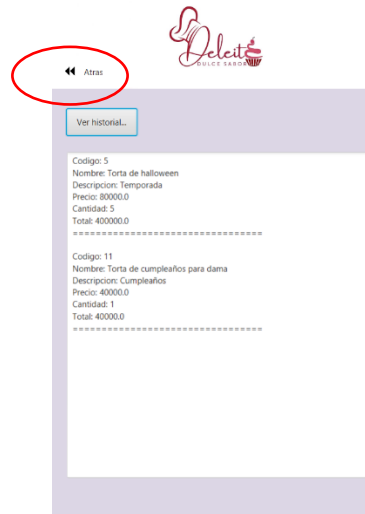 Deleite
DULCE SABOR
Atras
Ver historial...
Codigo: 5
Nombre: Torta de halloween
Descripcion: Temporada
Precio: 80000.0
Cantidad: 5
Total: 400000.0
=================================
Codigo: 11
Nombre: Torta de cumpleaños para dama
Descripcion: Cumpleaños
Precio: 40000.0
Cantidad: 1
Total: 40000.0
=================================